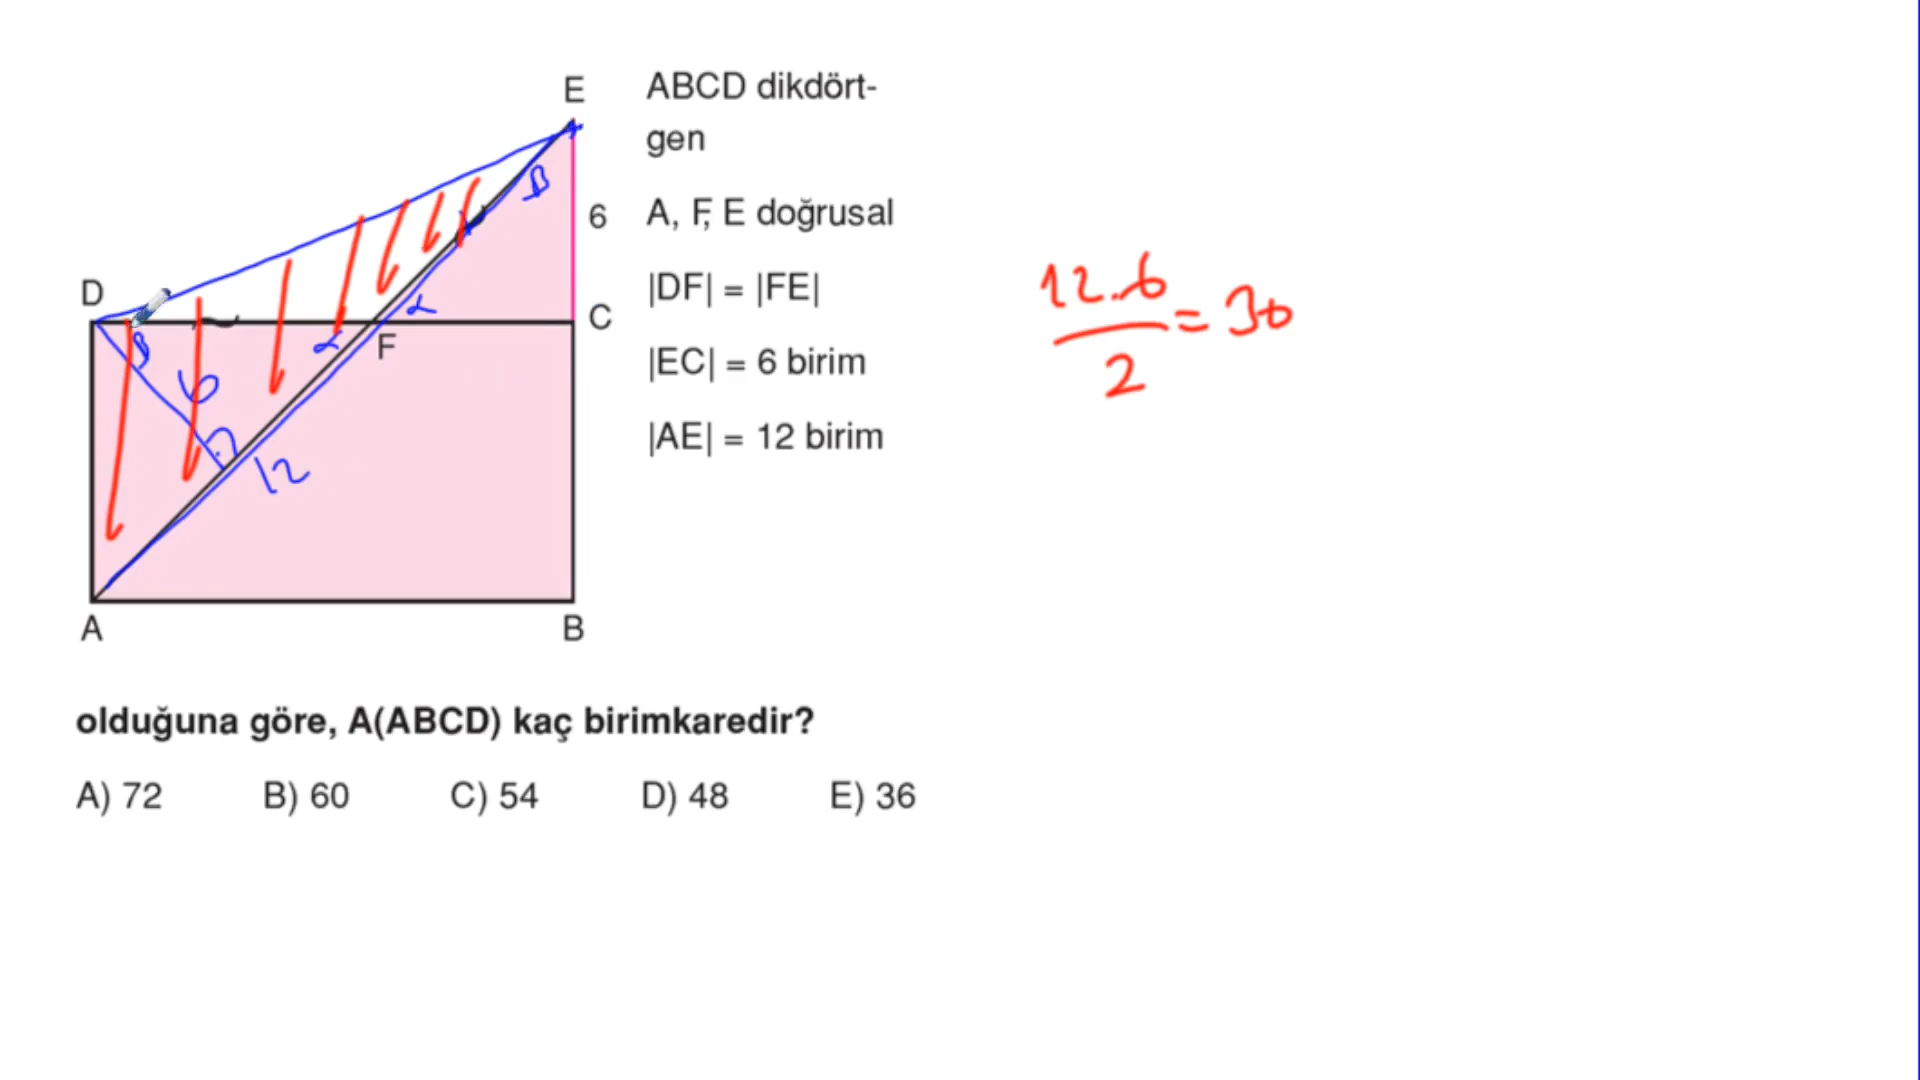 E
ABCD dikdört-
gen
β
6
A, F, E doğrusal
D
|DF| = |FE|
C
α
12.6
/2 = 36
β
α
F
6
|EC| = 6 birim
12
|AE| = 12 birim
A
B
olduğuna göre, A(ABCD) kaç birimkaredir?
A) 72 B) 60 C) 54 D) 48 E) 36